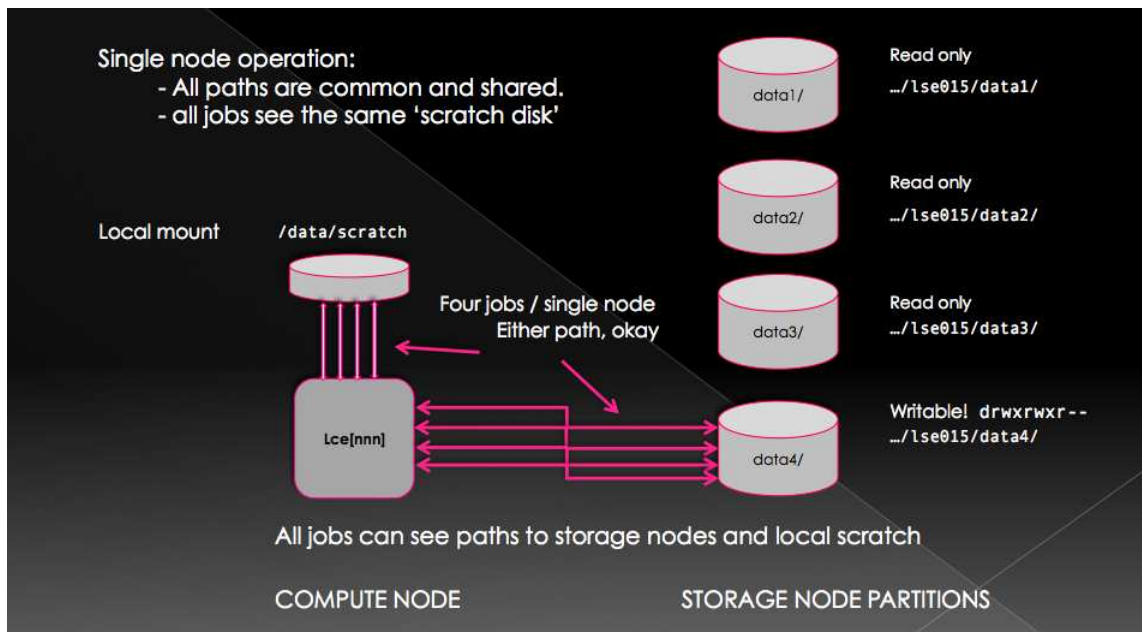 Single node operation:
- All paths are common and shared.
- all jobs see the same ‘scratch disk’
data1/
Read only
…/lse015/data1/
data2/
Read only
…/lse015/data2/
Local mount
/data/scratch
Four jobs / single node
Either path, okay
data3/
Read only
…/lse015/data3/
Lce[nnn]
data4/
Writable! drwxrwxr--
…/lse015/data4/
All jobs can see paths to storage nodes and local scratch
COMPUTE NODE
STORAGE NODE PARTITIONS